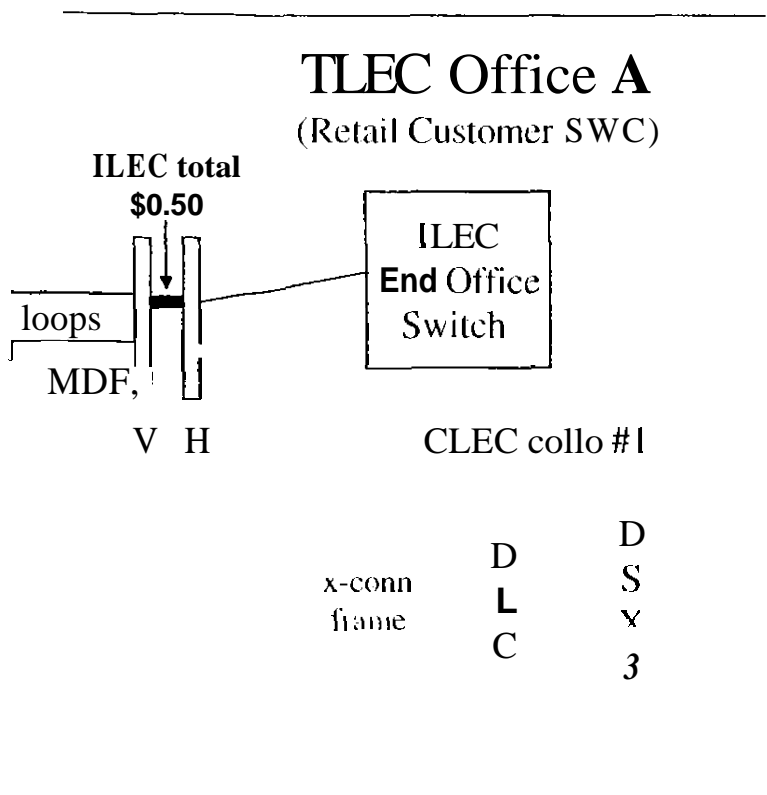 TLEC Office A
(Retail Customer SWC)
ILEC total
$0.50
ILEC
End Office
Switch
loops
MDF,
V H
CLEC collo #1
x-conn
frame
D
L
C
D
S
X
3